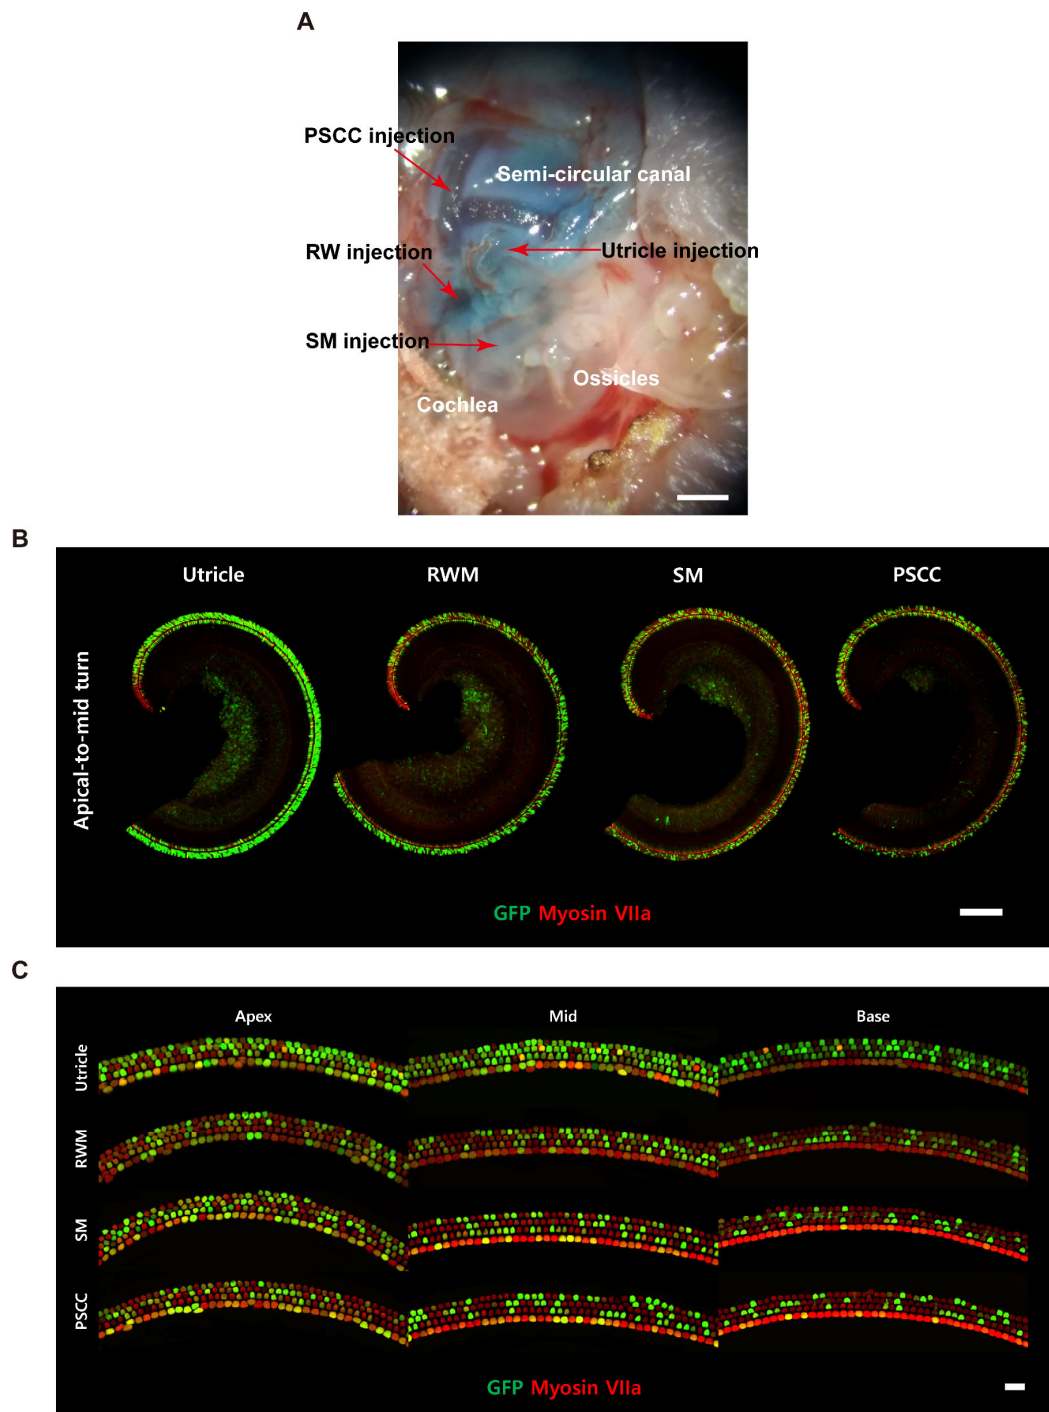 A
PSCC injection
Semi-circular canal
RW injection
Utricle injection
SM injection
Ossicles
Cochlea
B
Utricle
RWM
SM
PSCC
Apical-to-mid turn
GFP Myosin VIIa
C
Apex
Mid
Base
Utricle
RWM
SM
PSCC
GFP Myosin VIIa